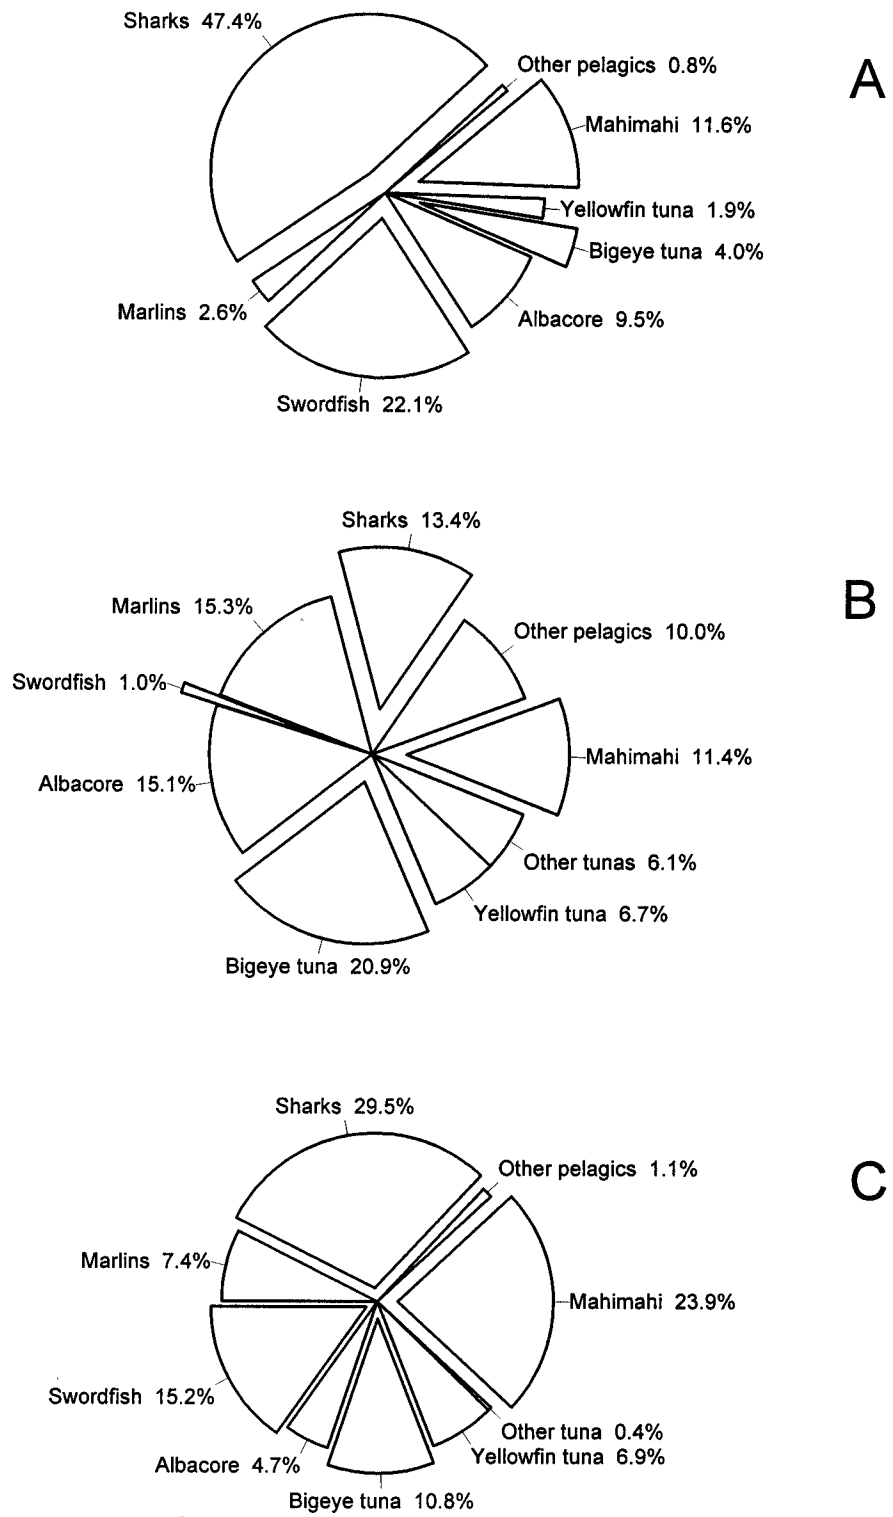 Sharks 47.4%
Other pelagics 0.8%
A
Mahimahi 11.6%
Yellowfin tuna 1.9%
Bigeye tuna 4.0%
Marlins 2.6%
Albacore 9.5%
Swordfish 22.1%
Sharks 13.4%
B
Marlins 15.3%
Other pelagics 10.0%
Swordfish 1.0%
Mahimahi 11.4%
Albacore 15.1%
Other tunas 6.1%
Yellowfin tuna 6.7%
Bigeye tuna 20.9%
Sharks 29.5%
Other pelagics 1.1%
C
Marlins 7.4%
Mahimahi 23.9%
Swordfish 15.2%
Other tuna 0.4%
Yellowfin tuna 6.9%
Albacore 4.7%
Bigeye tuna 10.8%